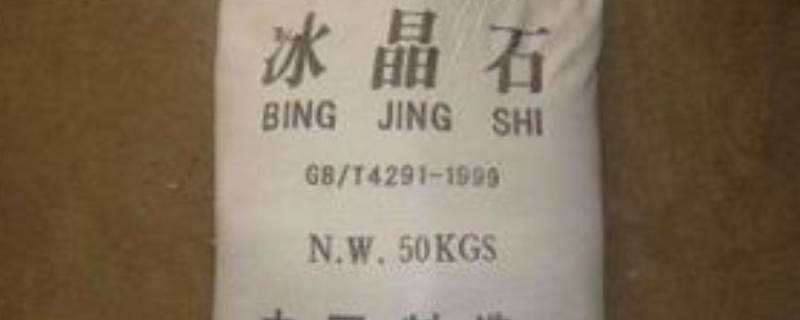 冰晶石
BING JING SHI
GB/T4291-1999
N.W. 50KGS